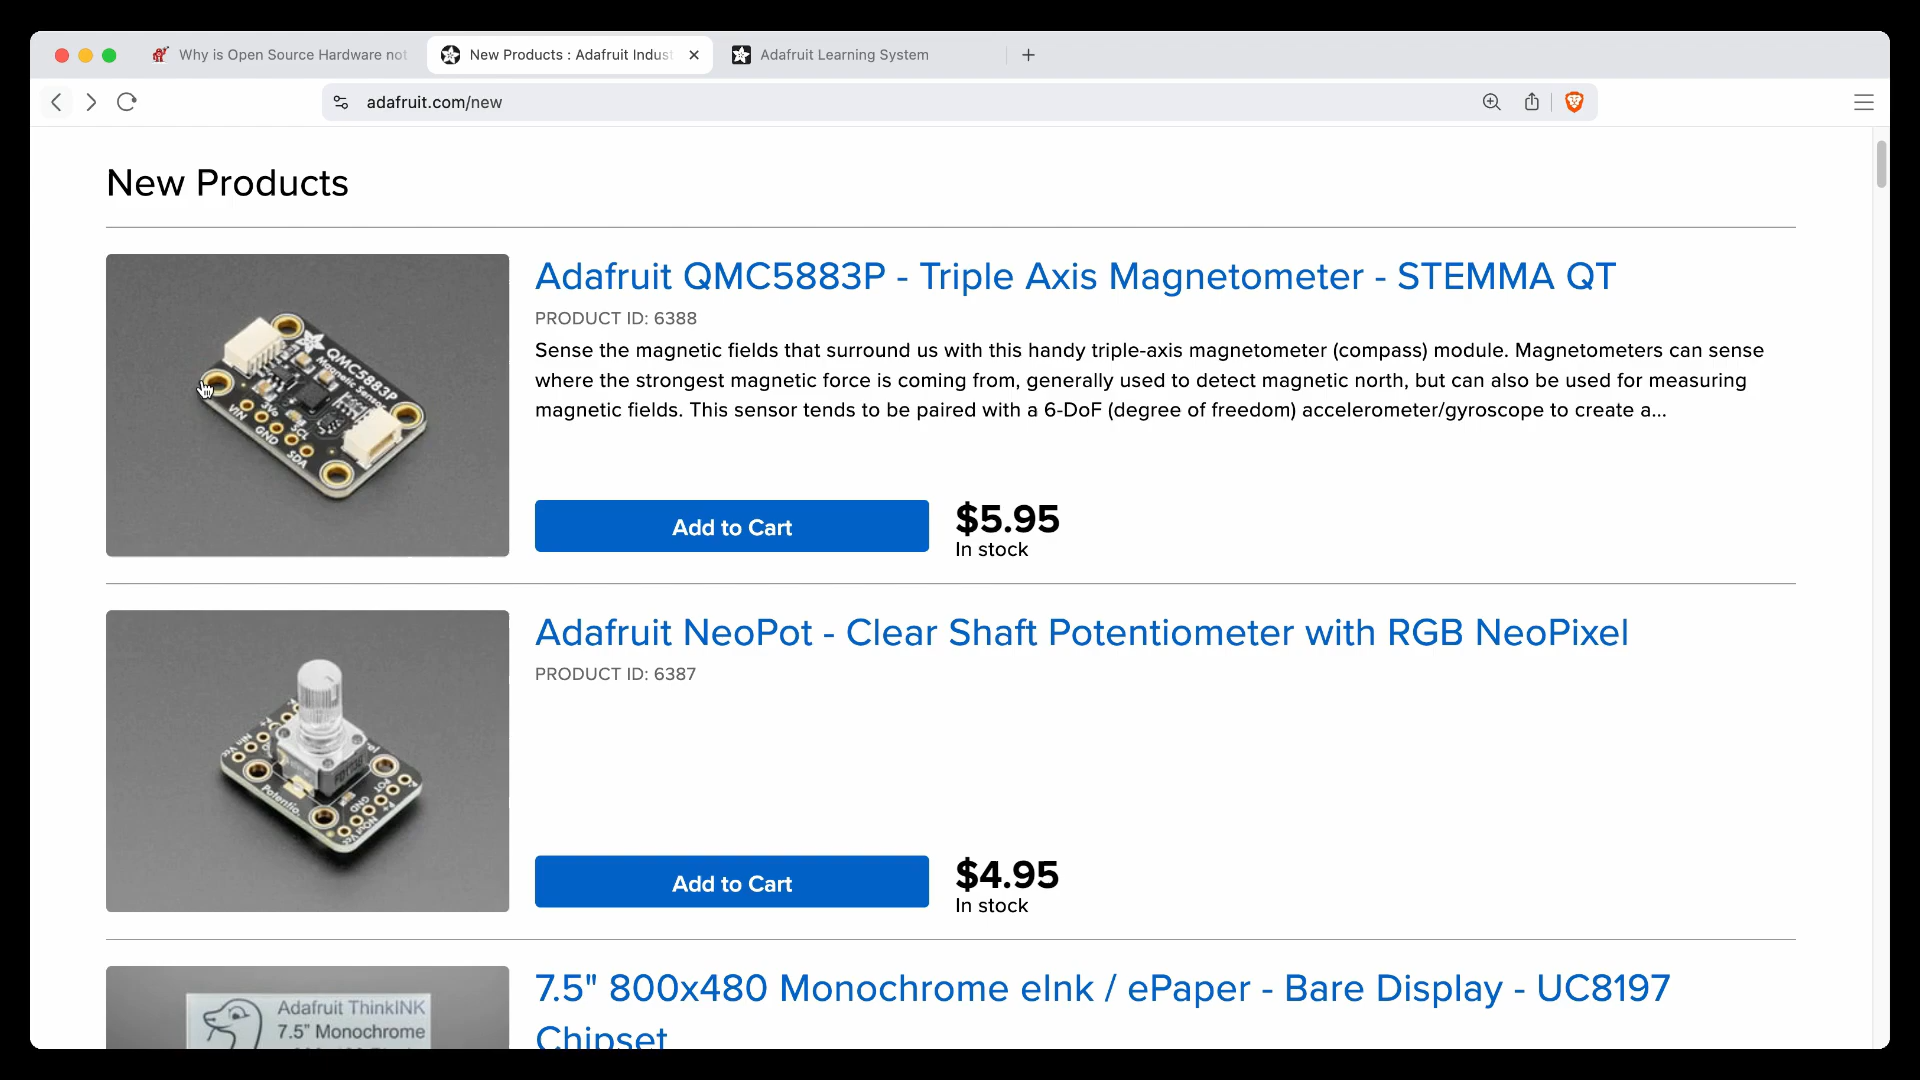 Why is Open Source Hardware not
New Products : Adafruit Indust
Adafruit Learning System
adafruit.com/new
New Products
QMC5883P
Magnetic Sensor
VIN
3Vo
GND
SCL
SDA
Adafruit QMC5883P - Triple Axis Magnetometer - STEMMA QT
PRODUCT ID: 6388
Sense the magnetic fields that surround us with this handy triple-axis magnetometer (compass) module. Magnetometers can sense
where the strongest magnetic force is coming from, generally used to detect magnetic north, but can also be used for measuring
magnetic fields. This sensor tends to be paired with a 6-DoF (degree of freedom) accelerometer/gyroscope to create a...
Add to Cart
$5.95
In stock
Adafruit NeoPot - Clear Shaft Potentiometer with RGB NeoPixel
PRODUCT ID: 6387
Add to Cart
$4.95
In stock
Adafruit ThinkINK
7.5" Monochrome
7.5" 800x480 Monochrome eInk / ePaper - Bare Display - UC8197
Chipset